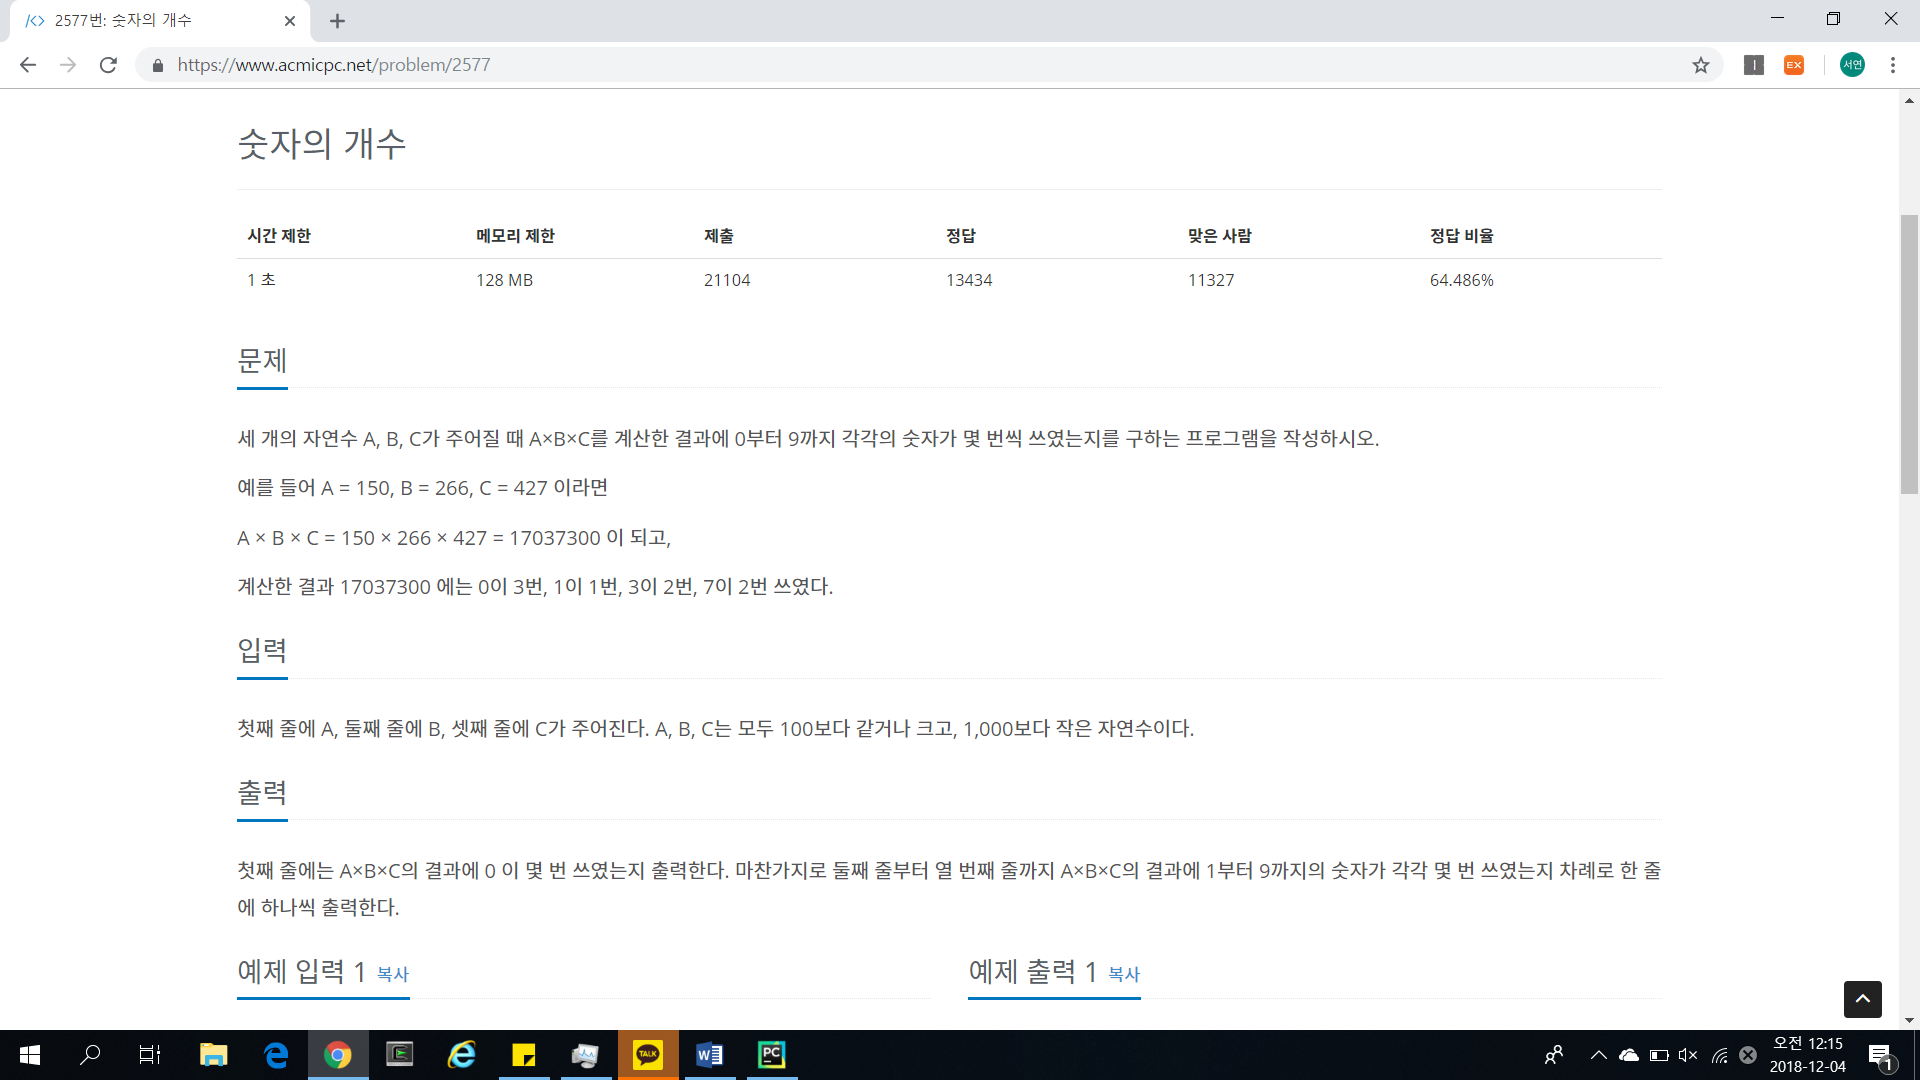 2577번: 숫자의 개수
https://www.acmicpc.net/problem/2577
EX
서연
숫자의 개수
시간 제한 메모리 제한 제출 정답 맞은 사람 정답 비율
1 초 128 MB 21104 13434 11327 64.486%
문제
세 개의 자연수 A, B, C가 주어질 때 A×B×C를 계산한 결과에 0부터 9까지 각각의 숫자가 몇 번씩 쓰였는지를 구하는 프로그램을 작성하시오.
예를 들어 A = 150, B = 266, C = 427 이라면
A × B × C = 150 × 266 × 427 = 17037300 이 되고,
계산한 결과 17037300 에는 0이 3번, 1이 1번, 3이 2번, 7이 2번 쓰였다.
입력
첫째 줄에 A, 둘째 줄에 B, 셋째 줄에 C가 주어진다. A, B, C는 모두 100보다 같거나 크고, 1,000보다 작은 자연수이다.
출력
첫째 줄에는 A×B×C의 결과에 0 이 몇 번 쓰였는지 출력한다. 마찬가지로 둘째 줄부터 열 번째 줄까지 A×B×C의 결과에 1부터 9까지의 숫자가 각각 몇 번 쓰였는지 차례로 한 줄
에 하나씩 출력한다.
예제 입력 1 복사
예제 출력 1 복사
TALK
W
PC
오전 12:15
2018-12-04
1